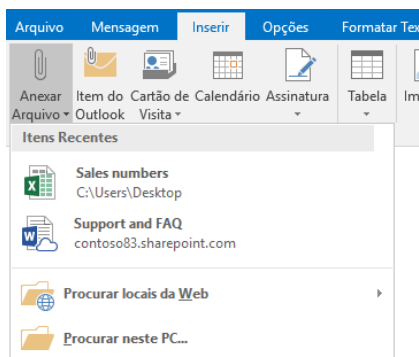 Arquivo Mensagem Inserir Opções Formatar Tex
Anexar Item do Cartão de Calendário Assinatura Tabela Im
Arquivo Outlook Visita
Itens Recentes
Sales numbers
C:\Users\Desktop
Support and FAQ
contoso83.sharepoint.com
Procurar locais da Web
Procurar neste PC...